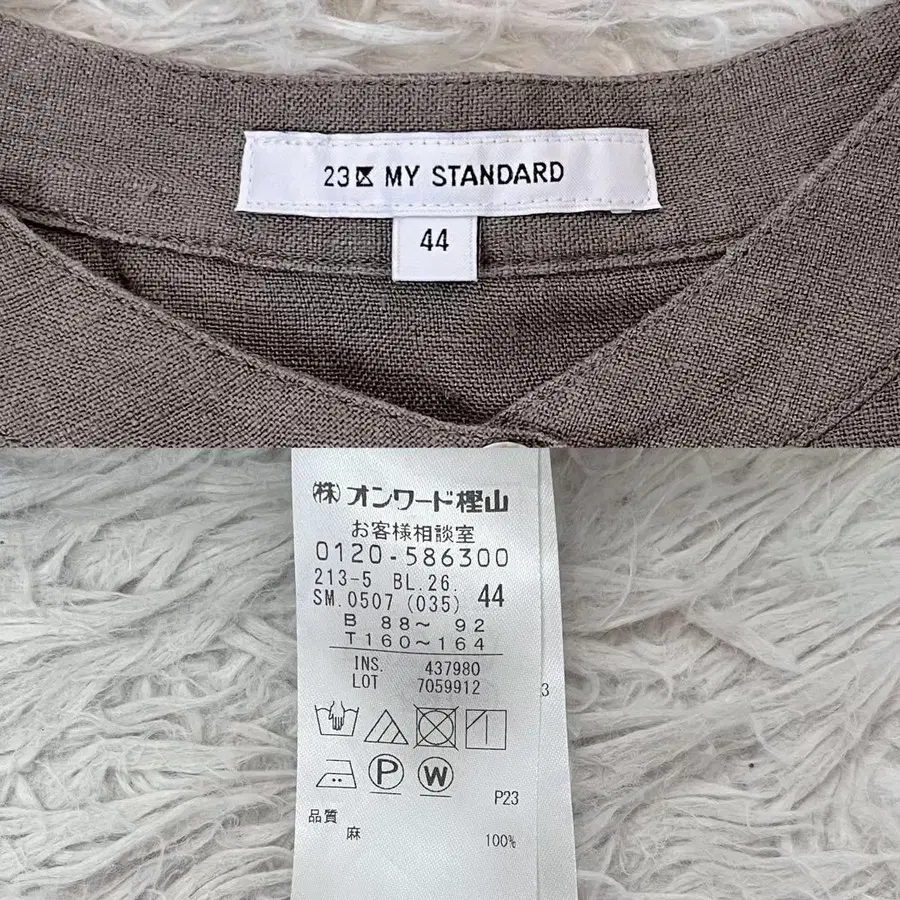 23区 MY STANDARD
44
(株)オンワード樫山
お客様相談室
0120-586300
213-5 BL.26. 44
SM.0507 (035)
B 88～ 92
T160～164
INS. 437980
LOT 7059912
3
P W
P23
品質
麻 100%